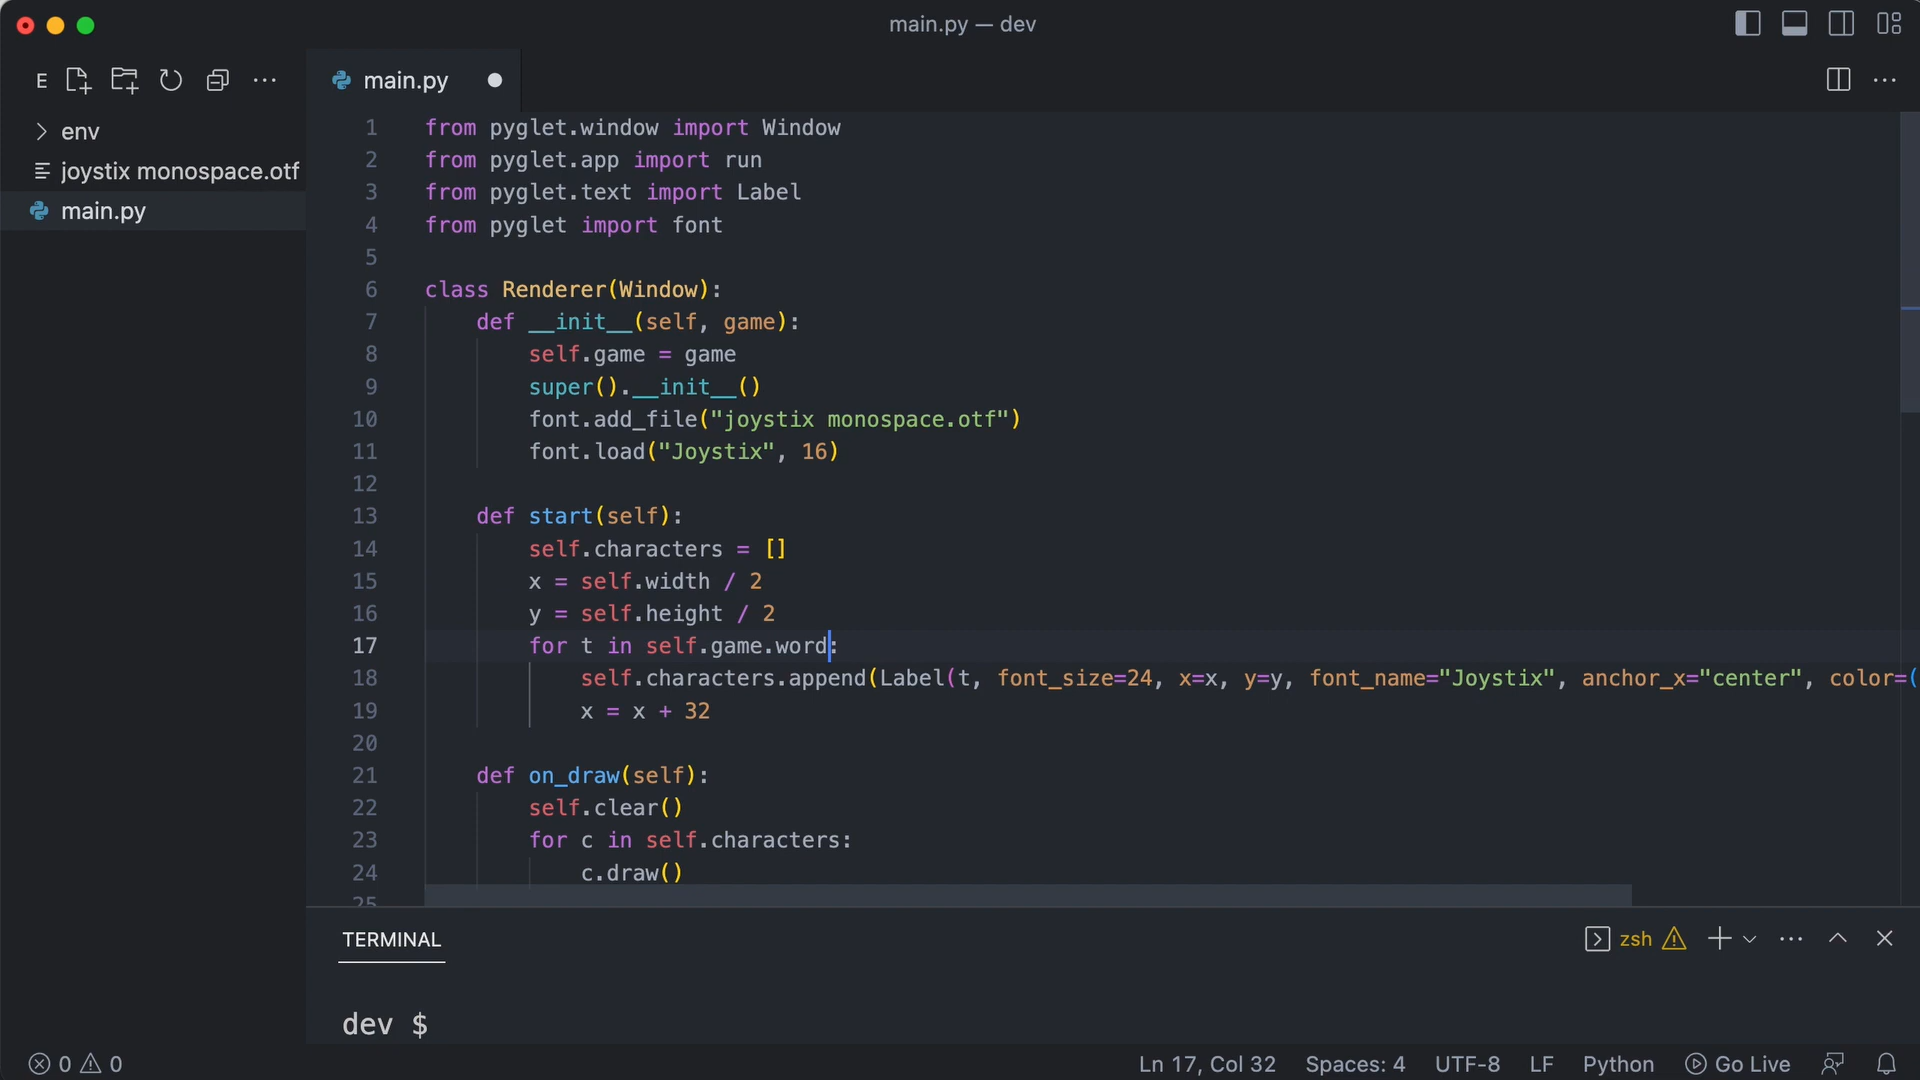 main.py — dev
E
main.py
env
joystix monospace.otf
main.py
1 from pyglet.window import Window
2 from pyglet.app import run
3 from pyglet.text import Label
4 from pyglet import font
5
6 class Renderer(Window):
7 def __init__(self, game):
8 self.game = game
9 super().__init__()
10 font.add_file("joystix monospace.otf")
11 font.load("Joystix", 16)
12
13 def start(self):
14 self.characters = []
15 x = self.width / 2
16 y = self.height / 2
17 for t in self.game.word:
18 self.characters.append(Label(t, font_size=24, x=x, y=y, font_name="Joystix", anchor_x="center", color=(
19 x = x + 32
20
21 def on_draw(self):
22 self.clear()
23 for c in self.characters:
24 c.draw()
25
TERMINAL
zsh
dev $
0 0
Ln 17, Col 32 Spaces: 4 UTF-8 LF Python Go Live